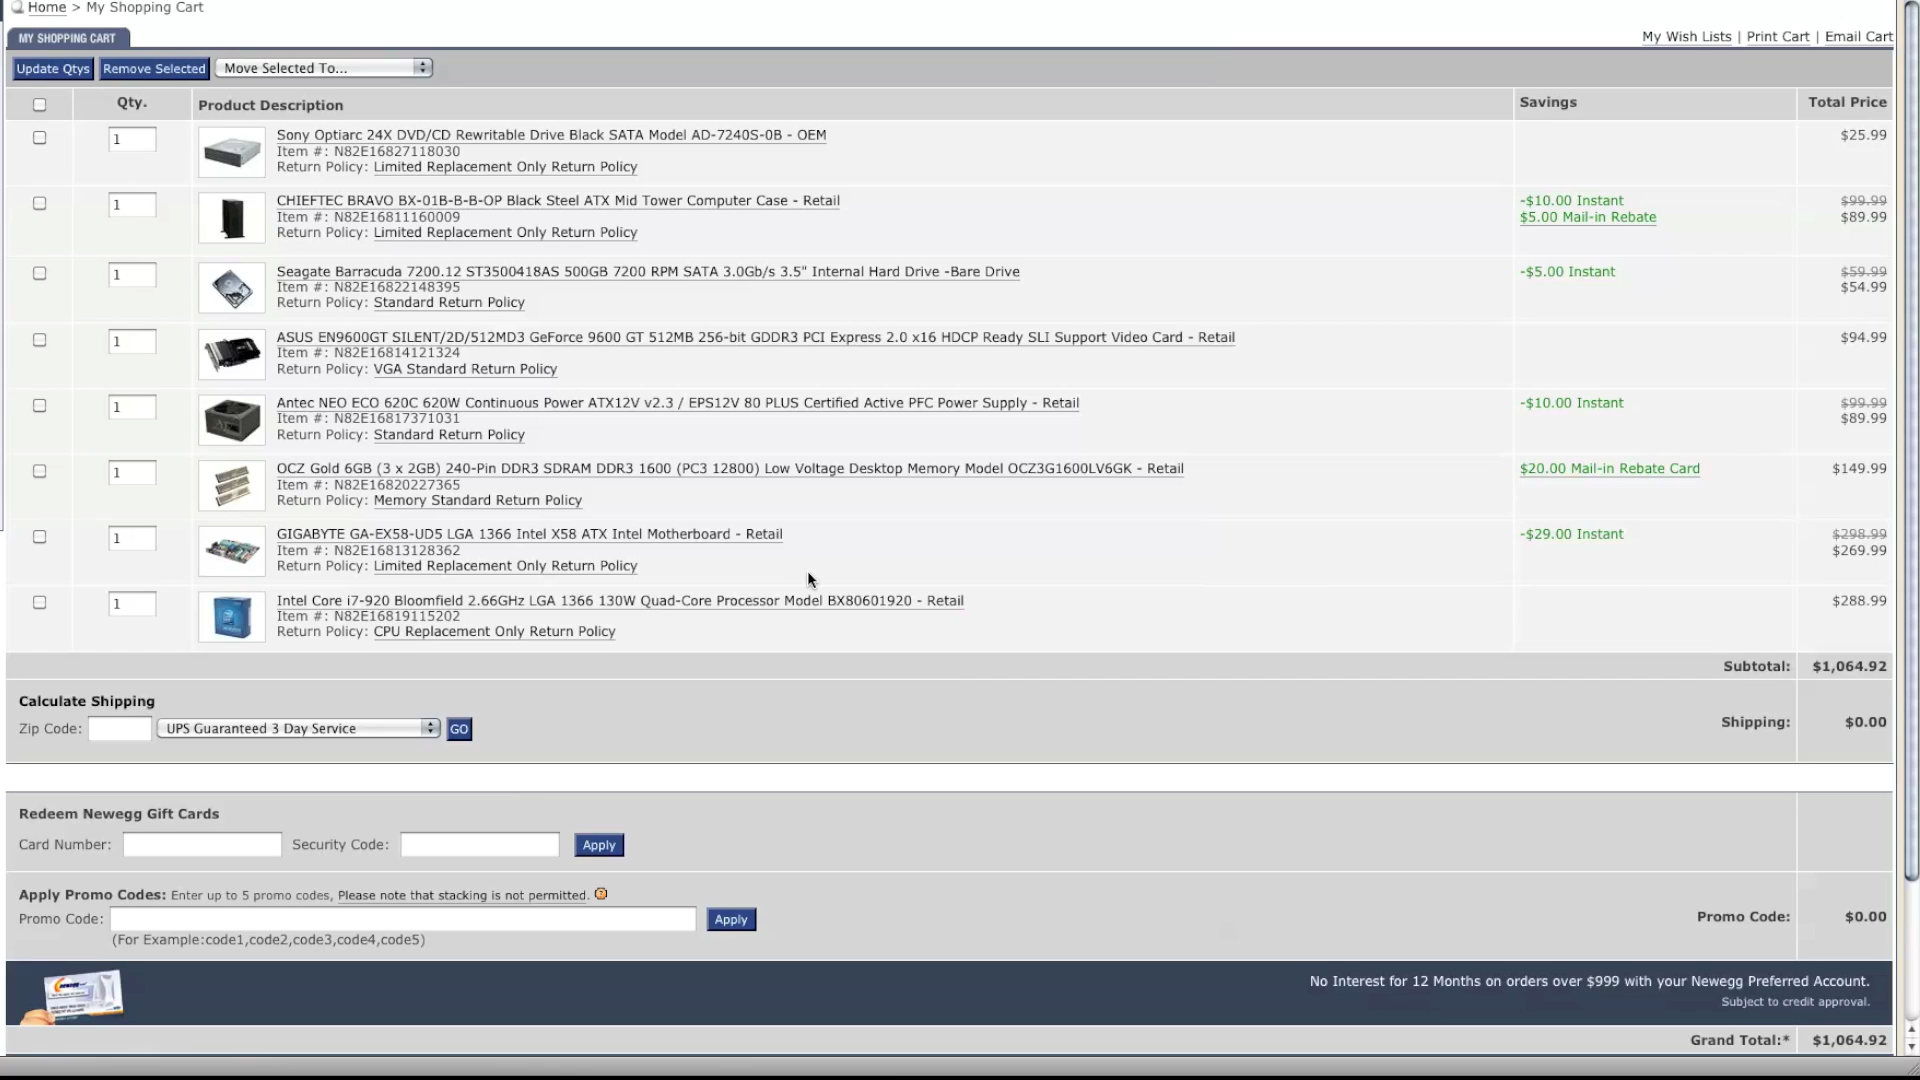 Home > My Shopping Cart
MY SHOPPING CART
My Wish Lists | Print Cart | Email Cart
Update Qtys Remove Selected Move Selected To...
Qty. Product Description Savings Total Price
1 Sony Optiarc 24X DVD/CD Rewritable Drive Black SATA Model AD-7240S-0B - OEM $25.99
Item #: N82E16827118030
Return Policy: Limited Replacement Only Return Policy
1 CHIEFTEC BRAVO BX-01B-B-B-OP Black Steel ATX Mid Tower Computer Case - Retail -$10.00 Instant $99.99
Item #: N82E16811160009 $5.00 Mail-in Rebate $89.99
Return Policy: Limited Replacement Only Return Policy
1 Seagate Barracuda 7200.12 ST3500418AS 500GB 7200 RPM SATA 3.0Gb/s 3.5" Internal Hard Drive -Bare Drive -$5.00 Instant $59.99
Item #: N82E16822148395 $54.99
Return Policy: Standard Return Policy
1 ASUS EN9600GT SILENT/2D/512MD3 GeForce 9600 GT 512MB 256-bit GDDR3 PCI Express 2.0 x16 HDCP Ready SLI Support Video Card - Retail $94.99
Item #: N82E16814121324
Return Policy: VGA Standard Return Policy
1 Antec NEO ECO 620C 620W Continuous Power ATX12V v2.3 / EPS12V 80 PLUS Certified Active PFC Power Supply - Retail -$10.00 Instant $99.99
Item #: N82E16817371031 $89.99
Return Policy: Standard Return Policy
1 OCZ Gold 6GB (3 x 2GB) 240-Pin DDR3 SDRAM DDR3 1600 (PC3 12800) Low Voltage Desktop Memory Model OCZ3G1600LV6GK - Retail $20.00 Mail-in Rebate Card $149.99
Item #: N82E16820227365
Return Policy: Memory Standard Return Policy
1 GIGABYTE GA-EX58-UD5 LGA 1366 Intel X58 ATX Intel Motherboard - Retail -$29.00 Instant $298.99
Item #: N82E16813128362 $269.99
Return Policy: Limited Replacement Only Return Policy
1 Intel Core i7-920 Bloomfield 2.66GHz LGA 1366 130W Quad-Core Processor Model BX80601920 - Retail $288.99
Item #: N82E16819115202
Return Policy: CPU Replacement Only Return Policy
Subtotal: $1,064.92
Calculate Shipping
Zip Code: UPS Guaranteed 3 Day Service GO Shipping: $0.00
Redeem Newegg Gift Cards
Card Number: Security Code: Apply
Apply Promo Codes: Enter up to 5 promo codes, Please note that stacking is not permitted.
Promo Code: Apply Promo Code: $0.00
(For Example:code1,code2,code3,code4,code5)
No Interest for 12 Months on orders over $999 with your Newegg Preferred Account.
Subject to credit approval.
Grand Total:* $1,064.92